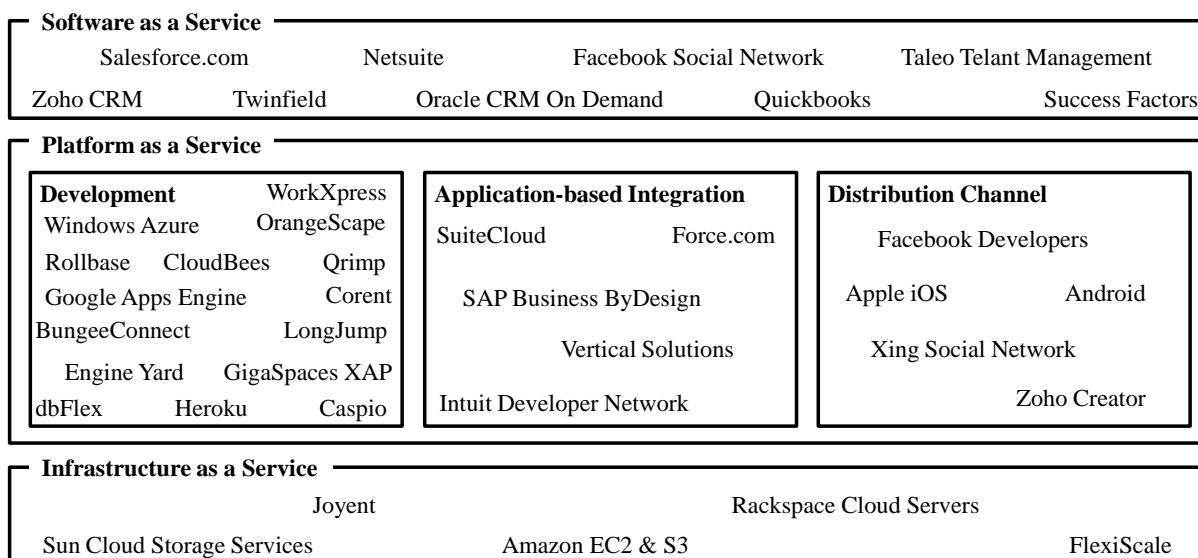 Software as a Service
Salesforce.com Netsuite Facebook Social Network Taleo Telant Management
Zoho CRM Twinfield Oracle CRM On Demand Quickbooks Success Factors
Platform as a Service
Development WorkXpress
Windows Azure OrangeScape
Rollbase CloudBees Qrimp
Google Apps Engine Corent
BungeeConnect LongJump
Engine Yard GigaSpaces XAP
dbFlex Heroku Caspio
Application-based Integration
SuiteCloud Force.com
SAP Business ByDesign
Vertical Solutions
Intuit Developer Network
Distribution Channel
Facebook Developers
Apple iOS Android
Xing Social Network
Zoho Creator
Infrastructure as a Service
Joyent Rackspace Cloud Servers
Sun Cloud Storage Services Amazon EC2 & S3 FlexiScale